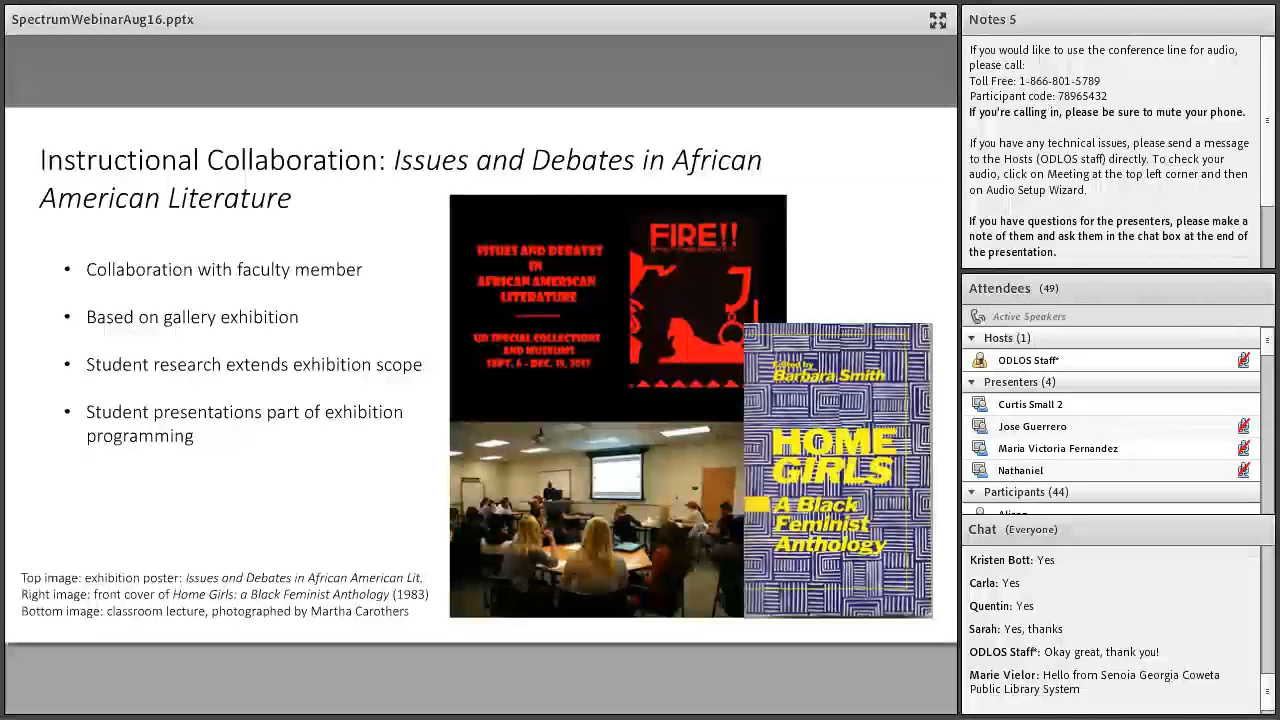 SpectrumWebinarAug16.pptx
Instructional Collaboration: Issues and Debates in African
American Literature
• Collaboration with faculty member
• Based on gallery exhibition
• Student research extends exhibition scope
• Student presentations part of exhibition
programming
ISSUES AND DEBATES
IN
AFRICAN AMERICAN
LITERATURE
UD SPECIAL COLLECTIONS
AND MUSEUMS
SEPT. 6 - DEC. 15, 2017
FIRE!!
Edited by
Barbara Smith
HOME
GIRLS
A Black
Feminist
Anthology
Top image: exhibition poster: Issues and Debates in African American Lit.
Right image: front cover of Home Girls: a Black Feminist Anthology (1983)
Bottom image: classroom lecture, photographed by Martha Carothers
Notes 5
If you would like to use the conference line for audio,
please call:
Toll Free: 1-866-801-5789
Participant code: 78965432
If you're calling in, please be sure to mute your phone.
If you have any technical issues, please send a message
to the Hosts (ODLOS staff) directly. To check your
audio, click on Meeting at the top left corner and then
on Audio Setup Wizard.
If you have questions for the presenters, please make a
note of them and ask them in the chat box at the end of
the presentation.
Attendees (49)
Active Speakers
Hosts (1)
ODLOS Staff*
Presenters (4)
Curtis Small 2
Jose Guerrero
Maria Victoria Fernandez
Nathaniel
Participants (44)
Chat (Everyone)
Kristen Bott: Yes
Carla: Yes
Quentin: Yes
Sarah: Yes, thanks
ODLOS Staff*: Okay great, thank you!
Marie Vielor: Hello from Senoia Georgia Coweta
Public Library System